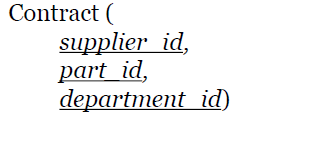 Contract (
supplier_id,
part_id,
department_id)